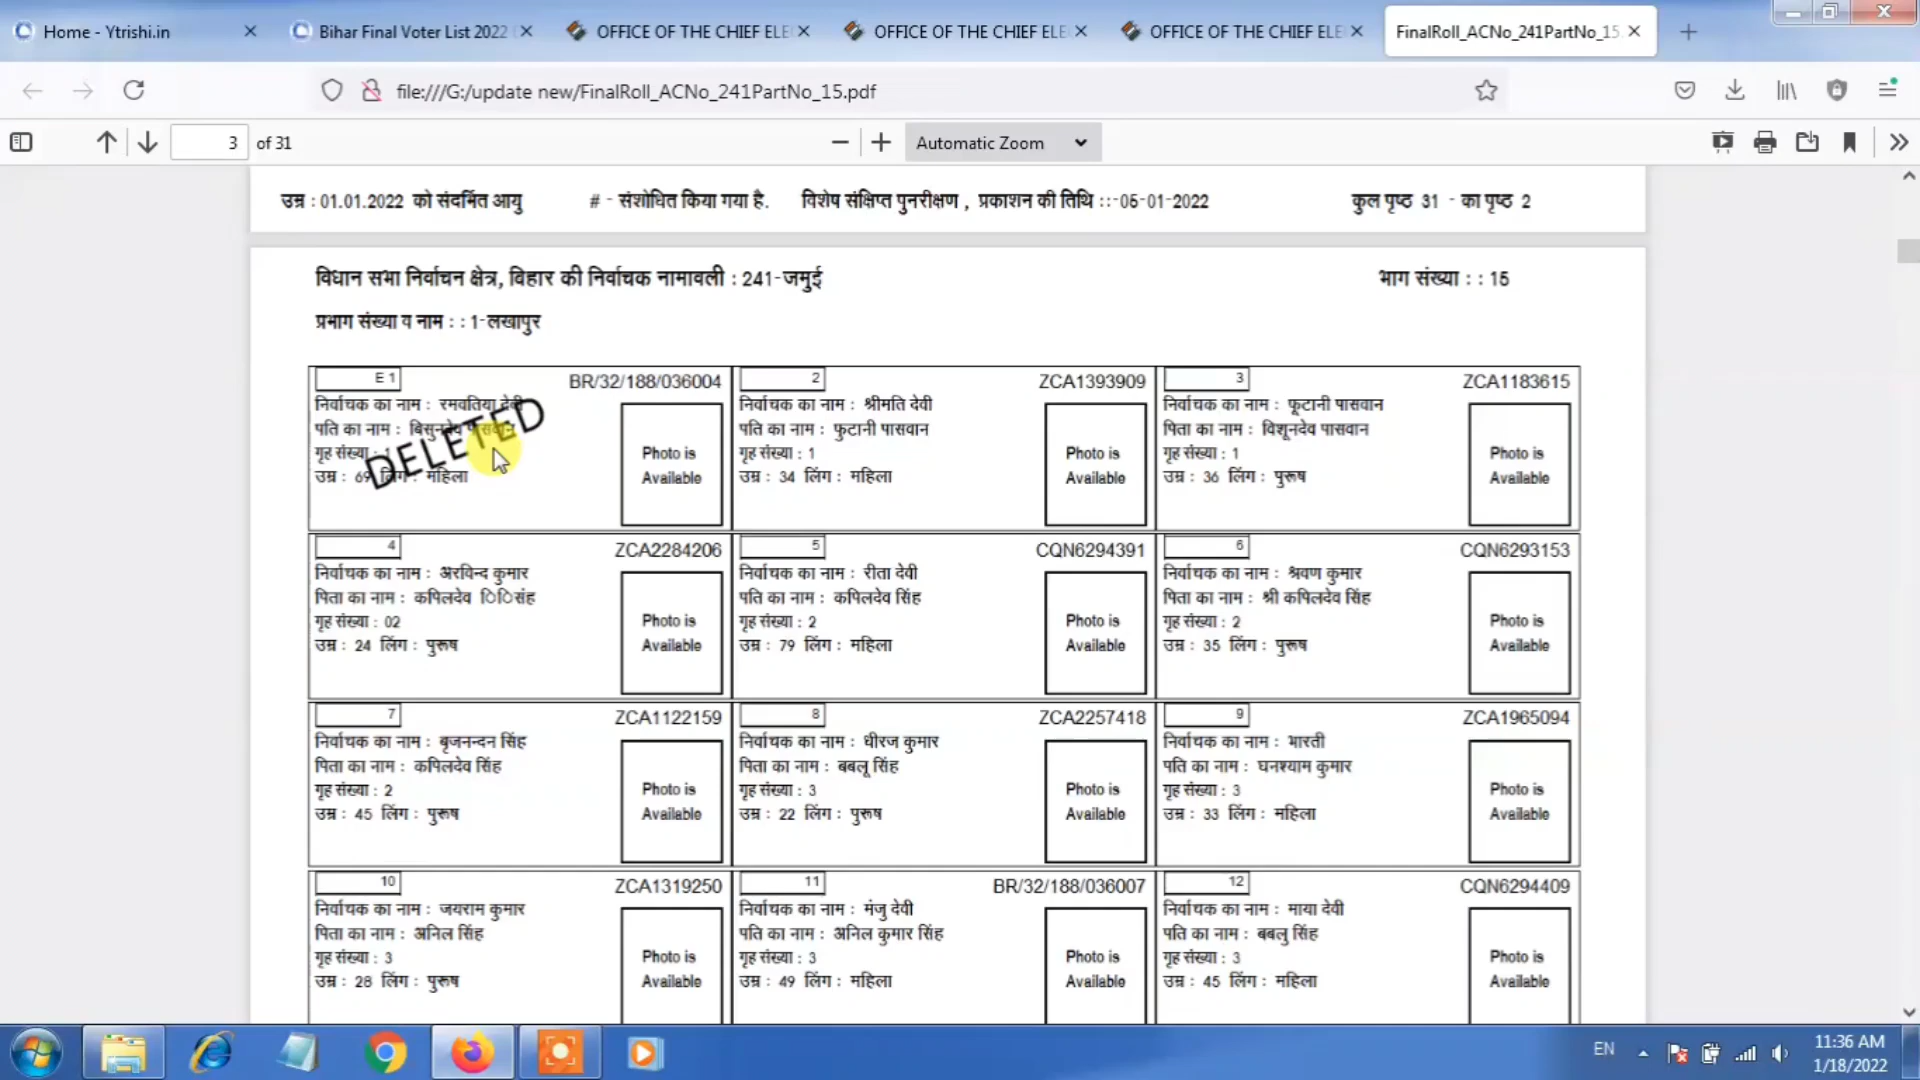 Home - Ytrishi.in
Bihar Final Voter List 2022
OFFICE OF THE CHIEF ELE
OFFICE OF THE CHIEF ELE
OFFICE OF THE CHIEF ELE
FinalRoll_ACNo_241PartNo_15.
file:///G:/update new/FinalRoll_ACNo_241PartNo_15.pdf
3 of 31
Automatic Zoom
उम्र : 01.01.2022 को संदर्भित आयु # - संशोधित किया गया है. विशेष संक्षिप्त पुनरीक्षण , प्रकाशन की तिथि ::-05-01-2022 कुल पृष्ठ 31 - का पृष्ठ 2
विधान सभा निर्वाचन क्षेत्र, बिहार की निर्वाचक नामावली : 241-जमुई भाग संख्या : : 15
प्रभाग संख्या व नाम : : 1-लखापुर
E 1 BR/32/188/036004
निर्वाचक का नाम : रमवतिया देवी
पति का नाम : बिसुनदेव पासवान
गृह संख्या : 1
उम्र : 69 लिंग : महिला
DELETED
Photo is
Available
2 ZCA1393909
निर्वाचक का नाम : श्रीमति देवी
पति का नाम : फुटानी पासवान
गृह संख्या : 1
उम्र : 34 लिंग : महिला
Photo is
Available
3 ZCA1183615
निर्वाचक का नाम : फूटानी पासवान
पिता का नाम : विशूनदेव पासवान
गृह संख्या : 1
उम्र : 36 लिंग : पुरूष
Photo is
Available
4 ZCA2284206
निर्वाचक का नाम : अरविन्द कुमार
पिता का नाम : कपिलदेव ििसंह
गृह संख्या : 02
उम्र : 24 लिंग : पुरूष
Photo is
Available
5 CQN6294391
निर्वाचक का नाम : रीता देवी
पति का नाम : कपिलदेव सिंह
गृह संख्या : 2
उम्र : 79 लिंग : महिला
Photo is
Available
6 CQN6293153
निर्वाचक का नाम : श्रवण कुमार
पिता का नाम : श्री कपिलदेव सिंह
गृह संख्या : 2
उम्र : 35 लिंग : पुरूष
Photo is
Available
7 ZCA1122159
निर्वाचक का नाम : बृजनन्दन सिंह
पिता का नाम : कपिलदेव सिंह
गृह संख्या : 2
उम्र : 45 लिंग : पुरूष
Photo is
Available
8 ZCA2257418
निर्वाचक का नाम : धीरज कुमार
पिता का नाम : बबलू सिंह
गृह संख्या : 3
उम्र : 22 लिंग : पुरूष
Photo is
Available
9 ZCA1965094
निर्वाचक का नाम : भारती
पति का नाम : घनश्याम कुमार
गृह संख्या : 3
उम्र : 33 लिंग : महिला
Photo is
Available
10 ZCA1319250
निर्वाचक का नाम : जयराम कुमार
पिता का नाम : अनिल सिंह
गृह संख्या : 3
उम्र : 28 लिंग : पुरूष
Photo is
Available
11 BR/32/188/036007
निर्वाचक का नाम : मंजु देवी
पति का नाम : अनिल कुमार सिंह
गृह संख्या : 3
उम्र : 49 लिंग : महिला
Photo is
Available
12 CQN6294409
निर्वाचक का नाम : माया देवी
पति का नाम : बबलु सिंह
गृह संख्या : 3
उम्र : 45 लिंग : महिला
Photo is
Available
EN
11:36 AM
1/18/2022